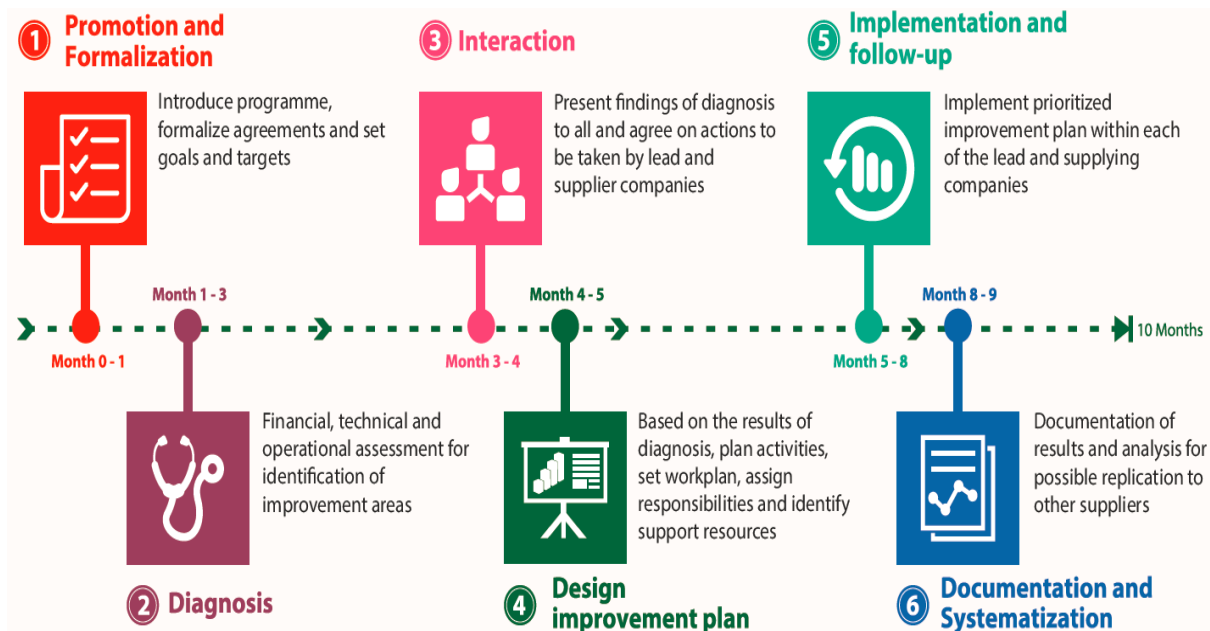 1
Promotion and
Formalization
Introduce programme,
formalize agreements and set
goals and targets
Month 0 - 1
Month 1 - 3
Financial, technical and
operational assessment for
identification of
improvement areas
2
Diagnosis
3
Interaction
Present findings of diagnosis
to all and agree on actions to
be taken by lead and
supplier companies
Month 3 - 4
Month 4 - 5
Based on the results of
diagnosis, plan activities,
set workplan, assign
responsibilities and identify
support resources
4
Design
improvement plan
5
Implementation and
follow-up
Implement prioritized
improvement plan within each
of the lead and supplying
companies
Month 5 - 8
Month 8 - 9
Documentation of
results and analysis for
possible replication to
other suppliers
6
Documentation and
Systematization
10 Months